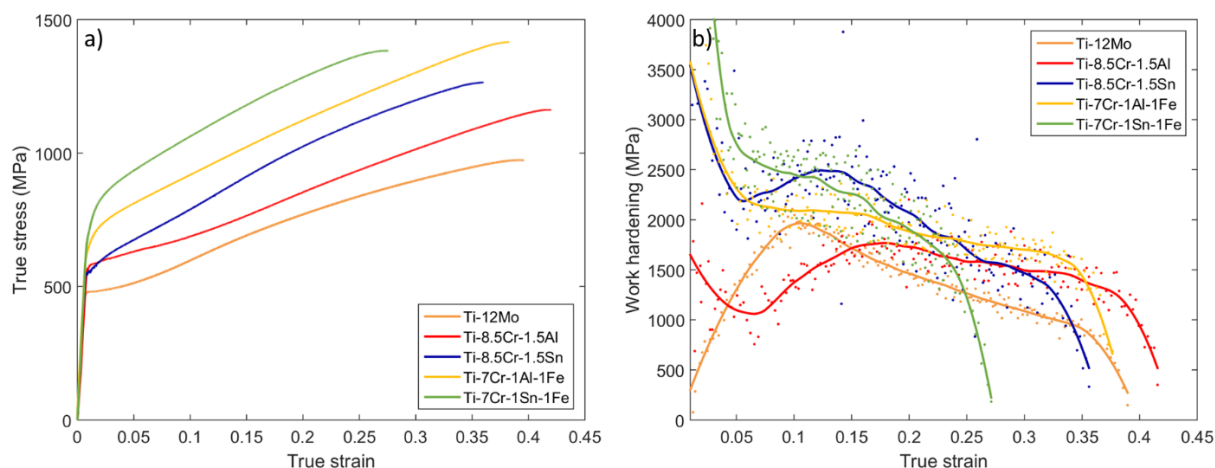 a)
True stress (MPa)
1500
1000
500
0
Ti-12Mo
Ti-8.5Cr-1.5Al
Ti-8.5Cr-1.5Sn
Ti-7Cr-1Al-1Fe
Ti-7Cr-1Sn-1Fe
0 0.05 0.1 0.15 0.2 0.25 0.3 0.35 0.4 0.45
True strain
b)
Work hardening (MPa)
4000
3500
3000
2500
2000
1500
1000
500
0
Ti-12Mo
Ti-8.5Cr-1.5Al
Ti-8.5Cr-1.5Sn
Ti-7Cr-1Al-1Fe
Ti-7Cr-1Sn-1Fe
0.05 0.1 0.15 0.2 0.25 0.3 0.35 0.4 0.45
True strain